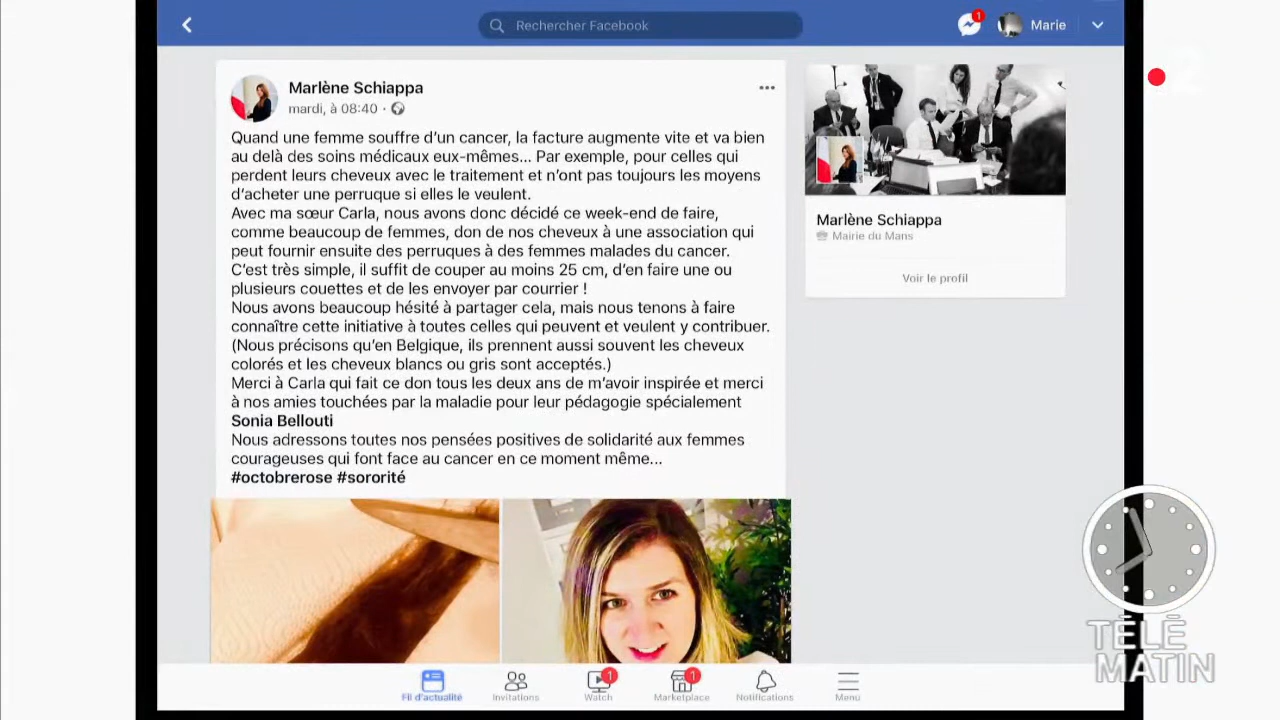 Rechercher Facebook
1
Marie
Marlène Schiappa
mardi, à 08:40 ·
Quand une femme souffre d'un cancer, la facture augmente vite et va bien
au delà des soins médicaux eux-mêmes... Par exemple, pour celles qui
perdent leurs cheveux avec le traitement et n'ont pas toujours les moyens
d'acheter une perruque si elles le veulent.
Avec ma sœur Carla, nous avons donc décidé ce week-end de faire,
comme beaucoup de femmes, don de nos cheveux à une association qui
peut fournir ensuite des perruques à des femmes malades du cancer.
C'est très simple, il suffit de couper au moins 25 cm, d'en faire une ou
plusieurs couettes et de les envoyer par courrier !
Nous avons beaucoup hésité à partager cela, mais nous tenons à faire
connaître cette initiative à toutes celles qui peuvent et veulent y contribuer.
(Nous précisons qu'en Belgique, ils prennent aussi souvent les cheveux
colorés et les cheveux blancs ou gris sont acceptés.)
Merci à Carla qui fait ce don tous les deux ans de m'avoir inspirée et merci
à nos amies touchées par la maladie pour leur pédagogie spécialement
Sonia Bellouti
Nous adressons toutes nos pensées positives de solidarité aux femmes
courageuses qui font face au cancer en ce moment même...
#octobrerose #sororité
Marlène Schiappa
Mairie du Mans
Voir le profil
2
Fil d'actualité
Invitations
1
Watch
1
Marketplace
Notifications
Menu
TÉLÉ
MATIN